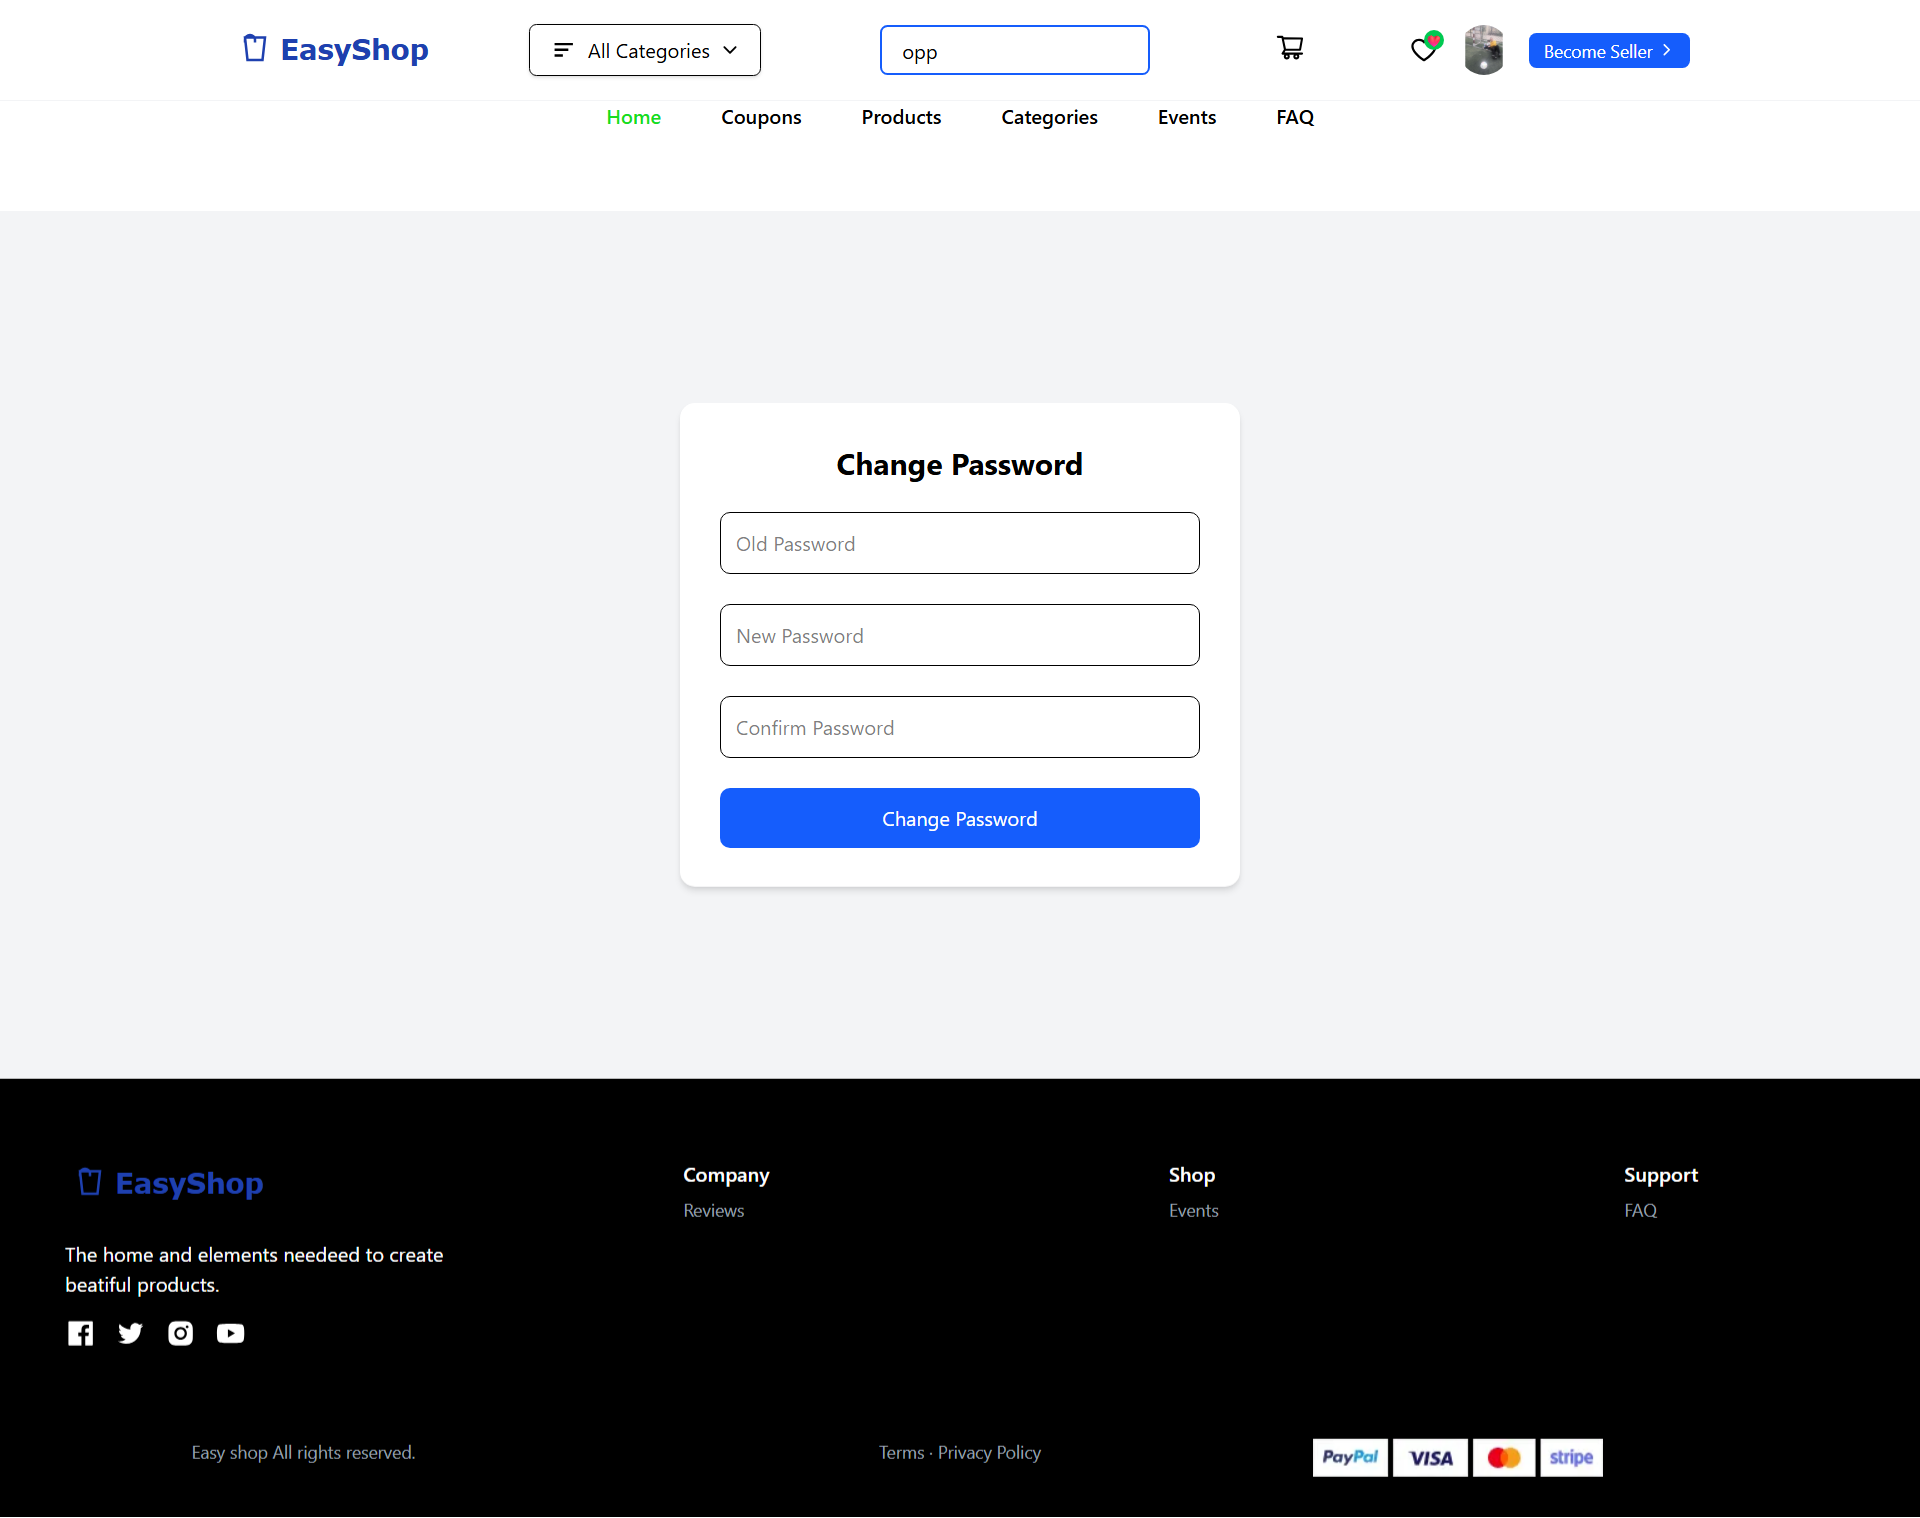 EasyShop
All Categories
opp
Become Seller
Home
Coupons
Products
Categories
Events
FAQ
Change Password
Old Password
New Password
Confirm Password
Change Password
EasyShop
The home and elements needeed to create
beatiful products.
Company
Reviews
Shop
Events
Support
FAQ
Easy shop All rights reserved.
Terms · Privacy Policy
PayPal
VISA
stripe